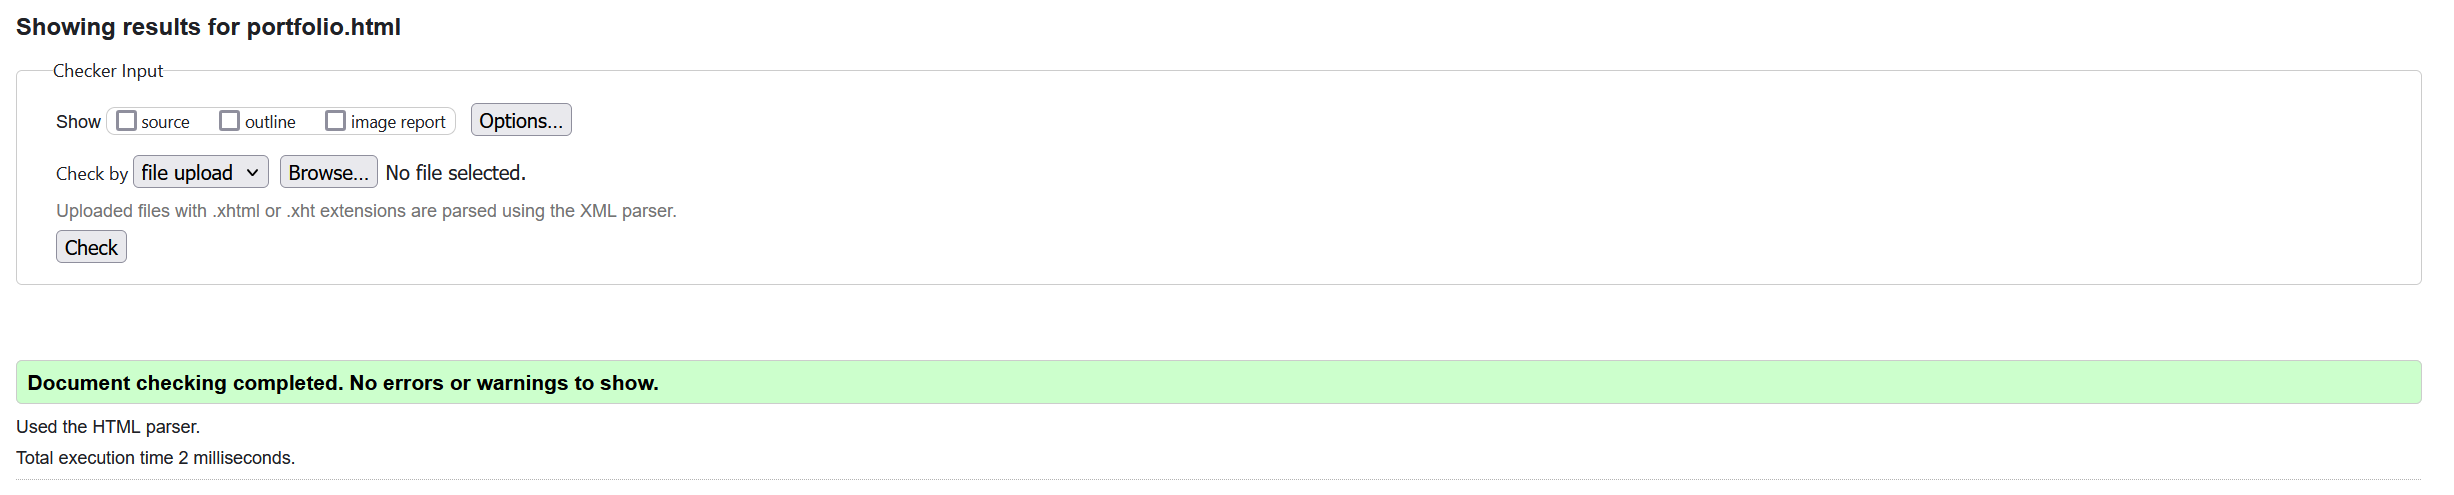 Showing results for portfolio.html
Checker Input
Show source outline image report Options...
Check by file upload Browse... No file selected.
Uploaded files with .xhtml or .xht extensions are parsed using the XML parser.
Check
Document checking completed. No errors or warnings to show.
Used the HTML parser.
Total execution time 2 milliseconds.